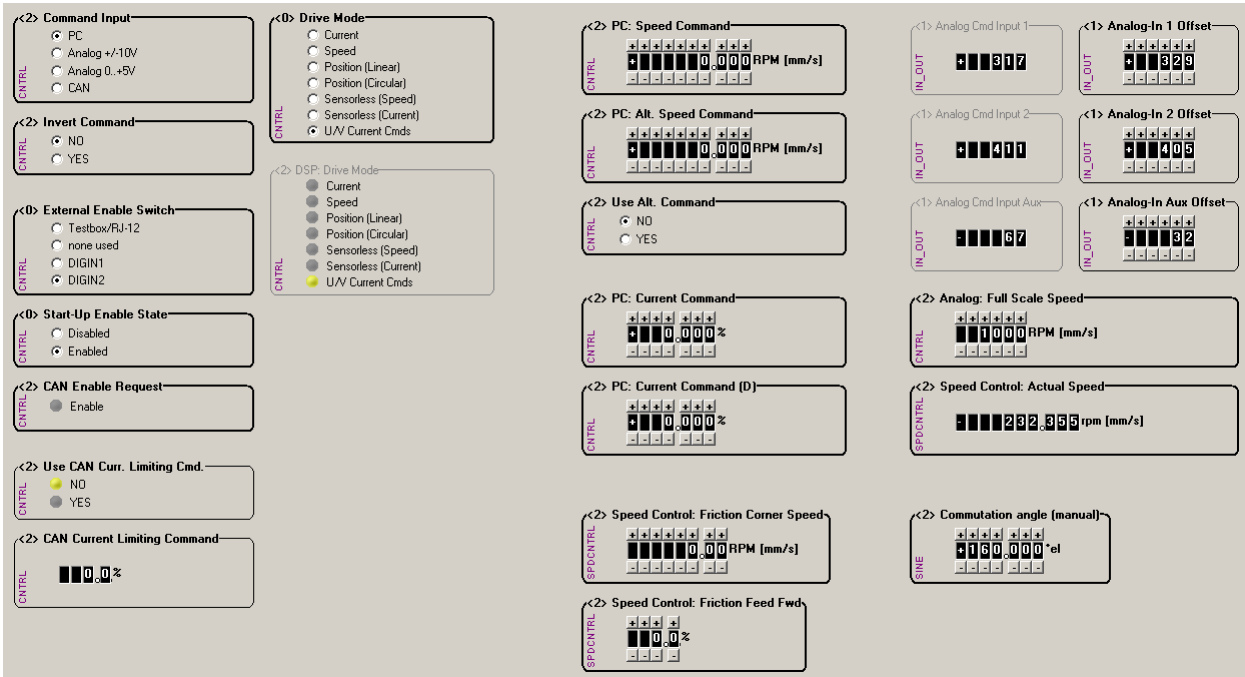 <2> Command Input
PC
Analog +/-10V
Analog 0..+5V
CAN
CNTRL
<2> Invert Command
NO
YES
CNTRL
<0> External Enable Switch
Testbox/RJ-12
none used
DIGIN1
DIGIN2
CNTRL
<0> Start-Up Enable State
Disabled
Enabled
CNTRL
<2> CAN Enable Request
Enable
CNTRL
<2> Use CAN Curr. Limiting Cmd.
NO
YES
CNTRL
<2> CAN Current Limiting Command
0.0 %
CNTRL
<0> Drive Mode
Current
Speed
Position (Linear)
Position (Circular)
Sensorless (Speed)
Sensorless (Current)
U/V Current Cmds
CNTRL
<2> DSP: Drive Mode
Current
Speed
Position (Linear)
Position (Circular)
Sensorless (Speed)
Sensorless (Current)
U/V Current Cmds
CNTRL
<2> PC: Speed Command
+ + + + + + + + + +
+ 0.000 RPM [mm/s]
- - - - - - - - - -
CNTRL
<2> PC: Alt. Speed Command
+ + + + + + + + + +
+ 0.000 RPM [mm/s]
- - - - - - - - - -
CNTRL
<2> Use Alt. Command
NO
YES
CNTRL
<2> PC: Current Command
+ + + + + + +
+ 0.000 %
- - - - - - -
CNTRL
<2> PC: Current Command (D)
+ + + + + + +
+ 0.000 %
- - - - - - -
CNTRL
<2> Speed Control: Friction Corner Speed
+ + + + + + + + +
0.00 RPM [mm/s]
- - - - - - - - -
SPDCNTRL
<2> Speed Control: Friction Feed Fwd
+ + + +
0.0 %
- - - -
SPDCNTRL
<1> Analog Cmd Input 1
+ 317
IN_OUT
<1> Analog-In 1 Offset
+ + + + + +
+ 329
- - - - - -
IN_OUT
<1> Analog Cmd Input 2
+ 411
IN_OUT
<1> Analog-In 2 Offset
+ + + + + +
+ 405
- - - - - -
IN_OUT
<1> Analog Cmd Input Aux
- 67
IN_OUT
<1> Analog-In Aux Offset
+ + + + + +
- 32
- - - - - -
IN_OUT
<2> Analog: Full Scale Speed
+ + + + + +
1000 RPM [mm/s]
- - - - - -
CNTRL
<2> Speed Control: Actual Speed
- 232.355 rpm [mm/s]
SPDCNTRL
<2> Commutation angle (manual)
+ + + + + + +
+160.000 °el
- - - - - - -
SINE